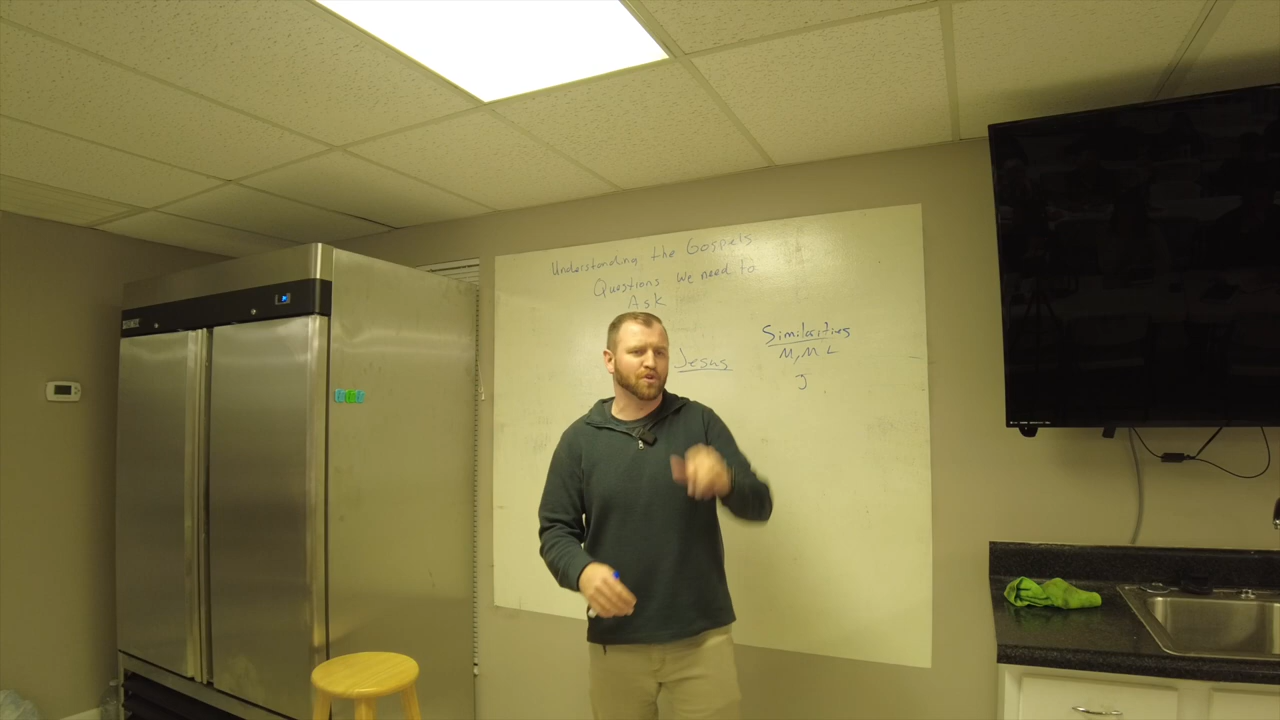 Understanding the Gospels
Questions we need to
Ask
Jesus
Similarities
M, M L
J